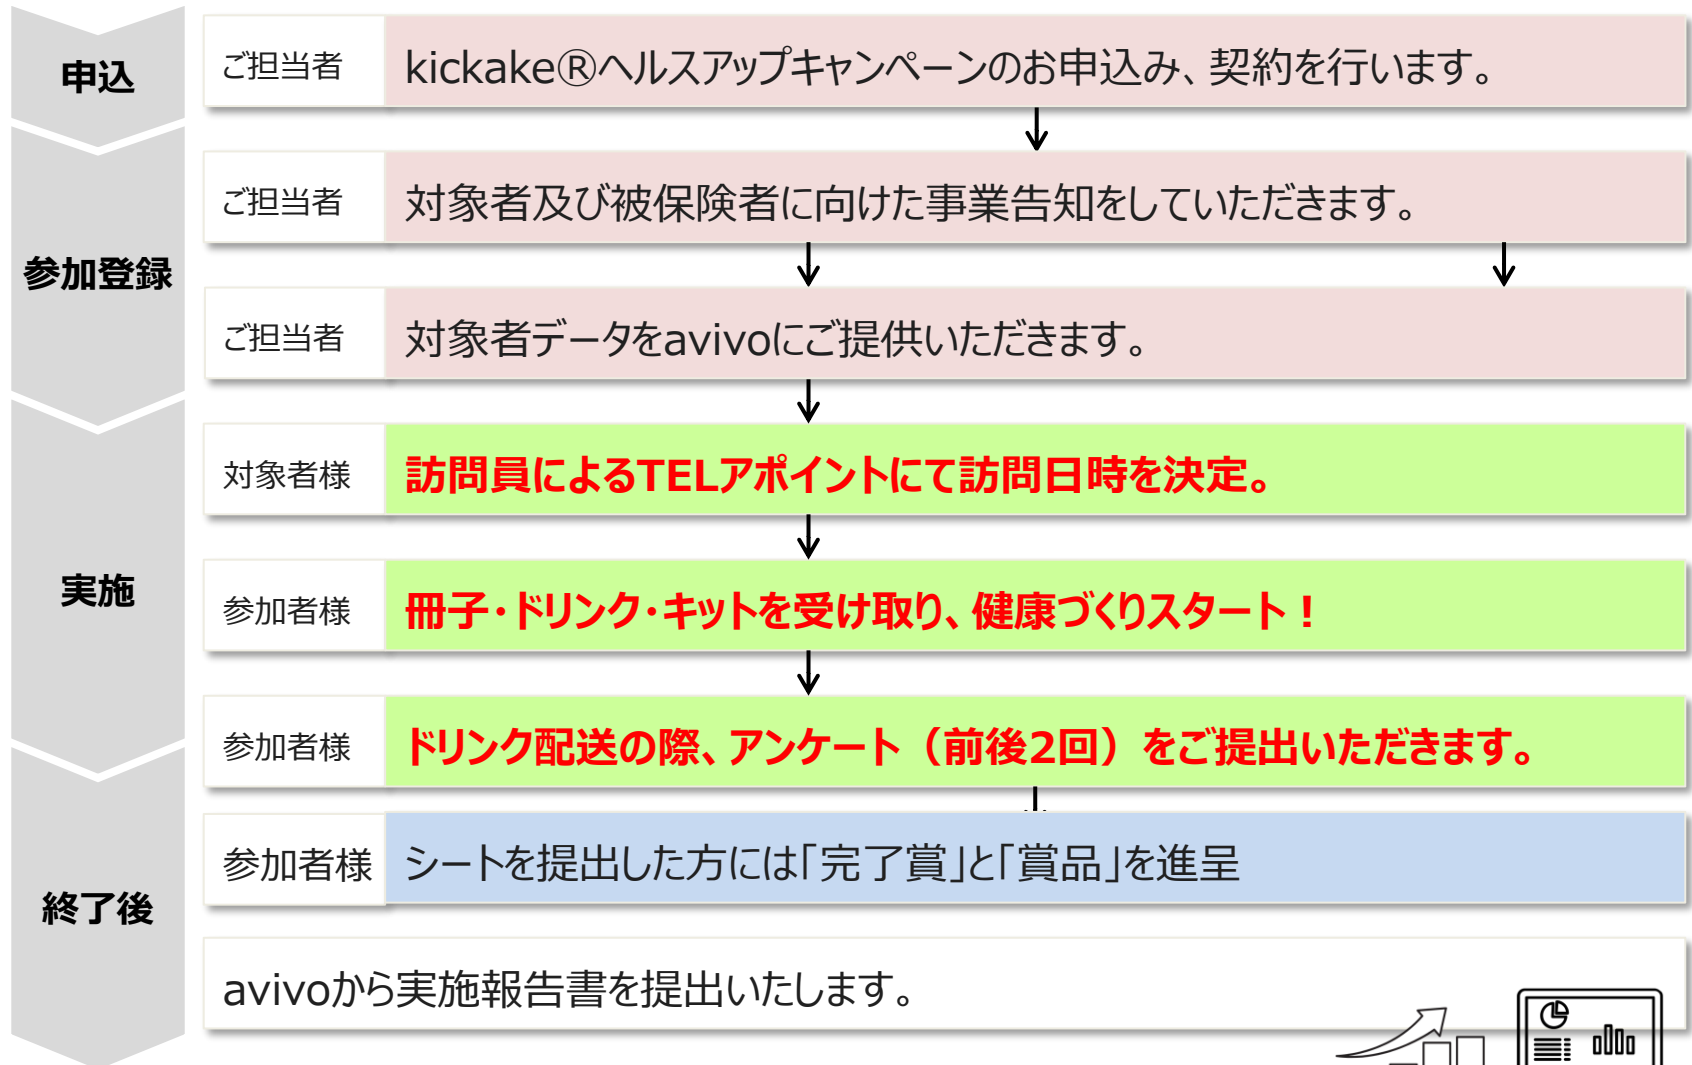 申込
ご担当者
kickake®ヘルスアップキャンペーンのお申込み、契約を行います。
参加登録
ご担当者
対象者及び被保険者に向けた事業告知をしていただきます。
ご担当者
対象者データをavivoにご提供いただきます。
実施
対象者様
訪問員によるTELアポイントにて訪問日時を決定。
参加者様
冊子・ドリンク・キットを受け取り、健康づくりスタート！
参加者様
ドリンク配送の際、アンケート（前後2回）をご提出いただきます。
終了後
参加者様
シートを提出した方には「完了賞」と「賞品」を進呈
avivoから実施報告書を提出いたします。